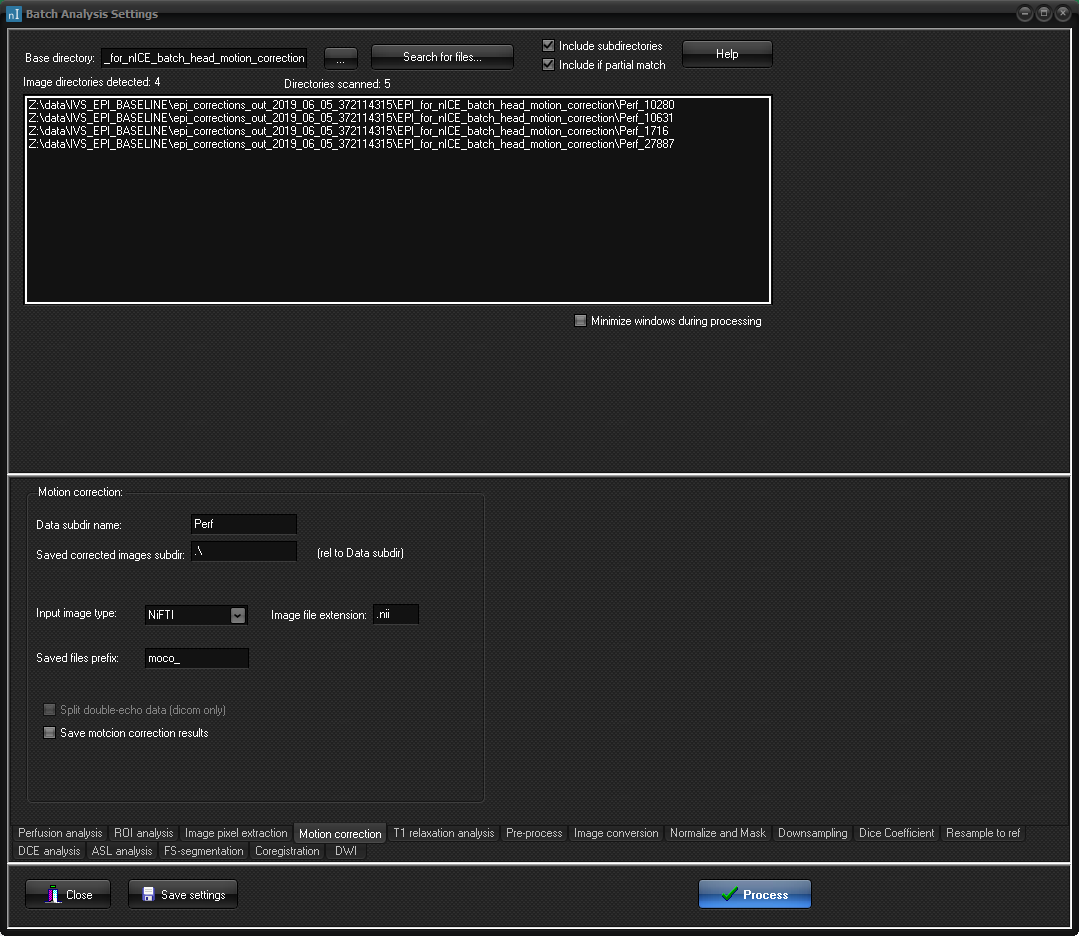 nI Batch Analysis Settings
Base directory: _for_nICE_batch_head_motion_correction ... Search for files... Include subdirectories Help
Include if partial match
Image directories detected: 4 Directories scanned: 5
Z:\data\IVS_EPI_BASELINE\epi_corrections_out_2019_06_05_372114315\EPI_for_nICE_batch_head_motion_correction\Perf_10280
Z:\data\IVS_EPI_BASELINE\epi_corrections_out_2019_06_05_372114315\EPI_for_nICE_batch_head_motion_correction\Perf_10631
Z:\data\IVS_EPI_BASELINE\epi_corrections_out_2019_06_05_372114315\EPI_for_nICE_batch_head_motion_correction\Perf_1716
Z:\data\IVS_EPI_BASELINE\epi_corrections_out_2019_06_05_372114315\EPI_for_nICE_batch_head_motion_correction\Perf_27887
Minimize windows during processing
Motion correction:
Data subdir name: Perf
Saved corrected images subdir: .\ (rel to Data subdir)
Input image type: NiFTI Image file extension: .nii
Saved files prefix: moco_
Split double-echo data (dicom only)
Save motcion correction results
Perfusion analysis ROI analysis Image pixel extraction Motion correction T1 relaxation analysis Pre-process Image conversion Normalize and Mask Downsampling Dice Coefficient Resample to ref
DCE analysis ASL analysis FS-segmentation Coregistration DWI
Close Save settings Process